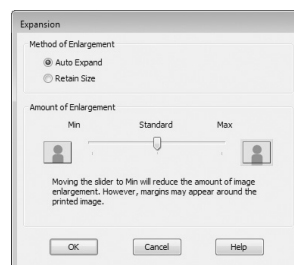 Expansion
Method of Enlargement
Auto Expand
Retain Size
Amount of Enlargement
Min Standard Max
Moving the slider to Min will reduce the amount of image
enlargement. However, margins may appear around the
printed image.
OK Cancel Help